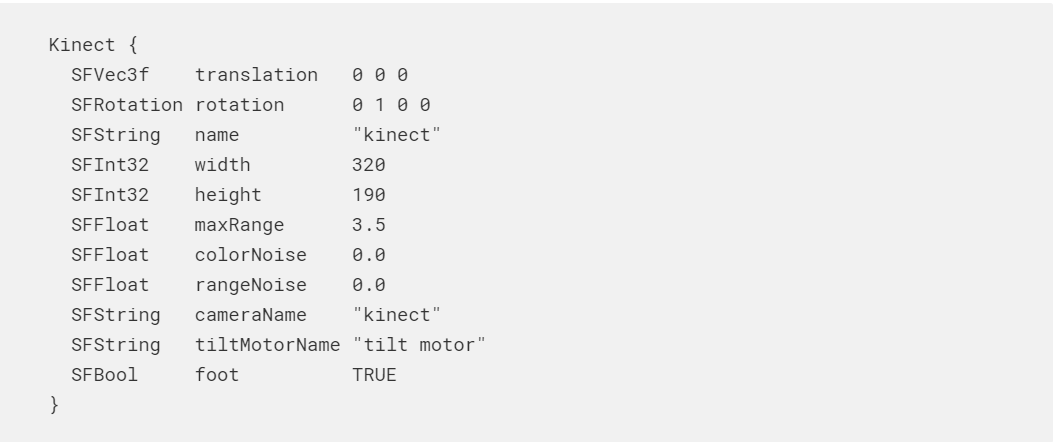 Kinect {
  SFVec3f    translation   0 0 0
  SFRotation rotation      0 1 0 0
  SFString   name          "kinect"
  SFInt32    width         320
  SFInt32    height        190
  SFFloat    maxRange      3.5
  SFFloat    colorNoise    0.0
  SFFloat    rangeNoise    0.0
  SFString   cameraName    "kinect"
  SFString   tiltMotorName "tilt motor"
  SFBool     foot          TRUE
}